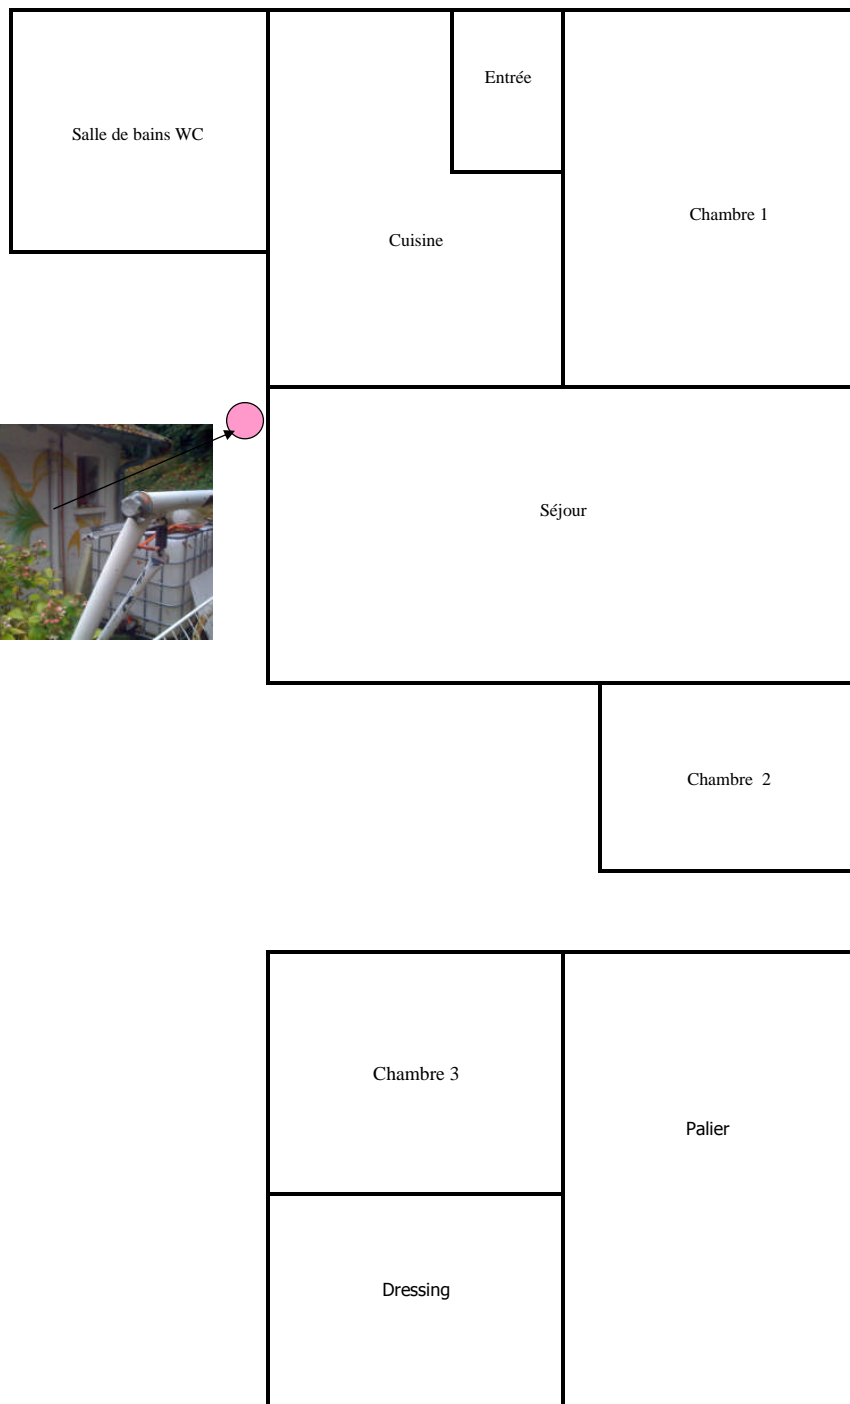 Entrée
Salle de bains WC
Chambre 1
Cuisine
Séjour
Chambre  2
Chambre 3
Palier
Dressing